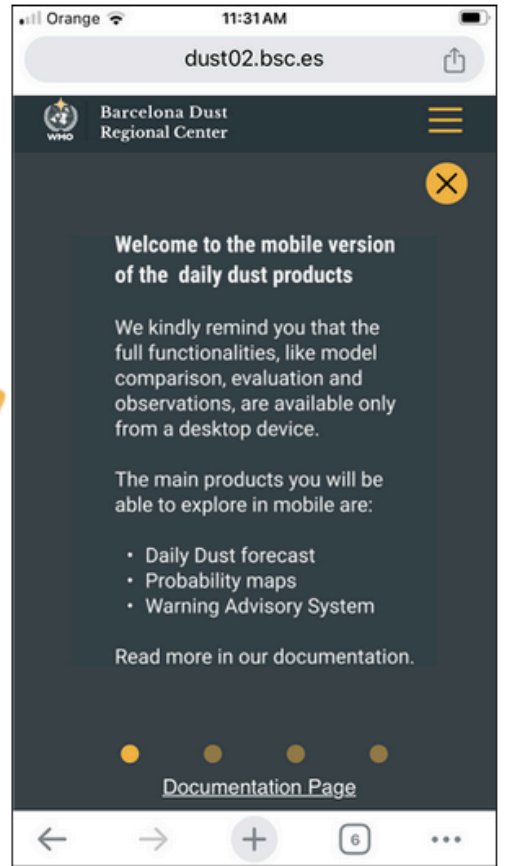 Orange 11:31 AM
dust02.bsc.es
WMO
Barcelona Dust
Regional Center
Welcome to the mobile version
of the daily dust products
We kindly remind you that the
full functionalities, like model
comparison, evaluation and
observations, are available only
from a desktop device.
The main products you will be
able to explore in mobile are:
• Daily Dust forecast
• Probability maps
• Warning Advisory System
Read more in our documentation.
Documentation Page
6